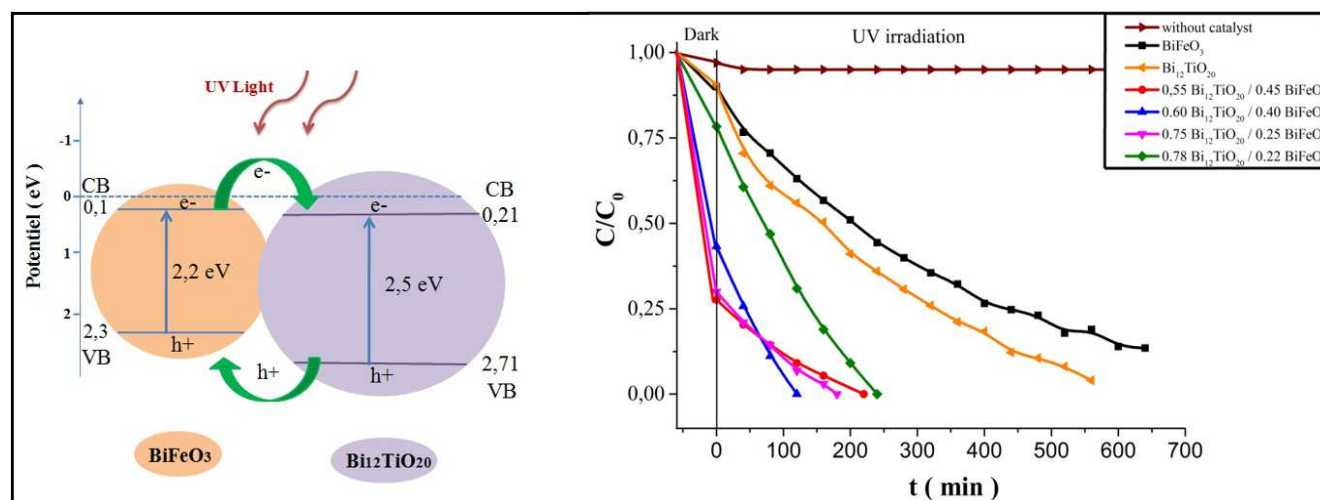 UV Light
Potentiel ( eV )
-1
0
1
2
CB
0,1
e-
e-
e-
CB
0,21
2,2 eV
2,5 eV
2,3
VB
h+
h+
h+
2,71
VB
BiFeO3
Bi12TiO20
Dark
UV irradiation
without catalyst
BiFeO3
Bi12TiO20
0,55 Bi12TiO20 / 0.45 BiFeO
0.60 Bi12TiO20 / 0.40 BiFeO
0.75 Bi12TiO20 / 0.25 BiFeO
0.78 Bi12TiO20 / 0.22 BiFeO
C/C0
1,00
0,75
0,50
0,25
0,00
0 100 200 300 400 500 600 700
t ( min )